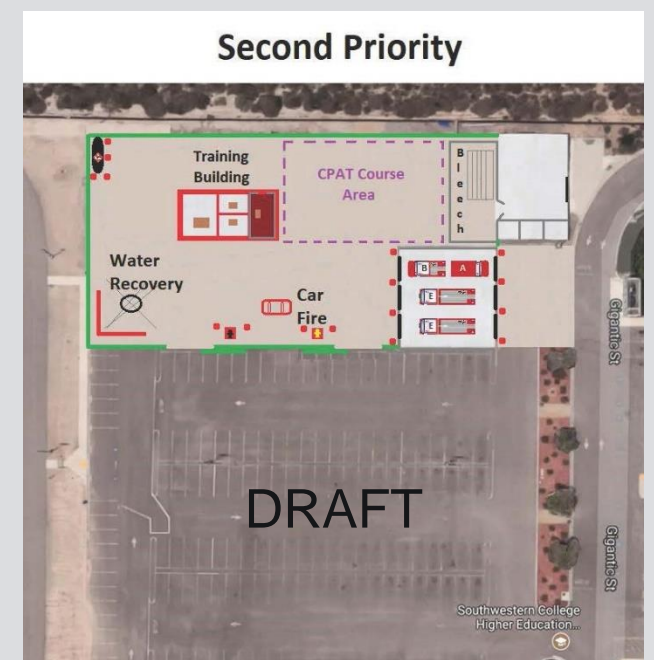 Second Priority
Training
Building
CPAT Course
Area
B
l
e
e
c
h
Water
Recovery
Car
Fire
B
A
E
E
Gigantic St
DRAFT
Gigantic St
Southwestern College
Higher Education...